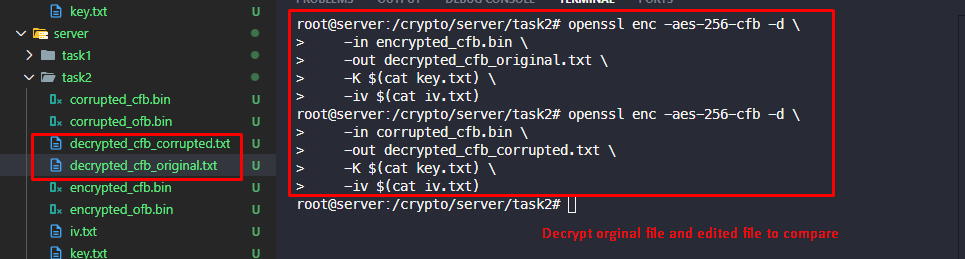 PROBLEMS OUTPUT DEBUG CONSOLE TERMINAL PORTS
key.txt U
server
task1
task2
corrupted_cfb.bin U
corrupted_ofb.bin U
decrypted_cfb_corrupted.txt U
decrypted_cfb_original.txt U
encrypted_cfb.bin U
encrypted_ofb.bin U
iv.txt U
key.txt U
root@server:/crypto/server/task2# openssl enc -aes-256-cfb -d \
> -in encrypted_cfb.bin \
> -out decrypted_cfb_original.txt \
> -K $(cat key.txt) \
> -iv $(cat iv.txt)
root@server:/crypto/server/task2# openssl enc -aes-256-cfb -d \
> -in corrupted_cfb.bin \
> -out decrypted_cfb_corrupted.txt \
> -K $(cat key.txt) \
> -iv $(cat iv.txt)
root@server:/crypto/server/task2#
Decrypt orginal file and edited file to compare